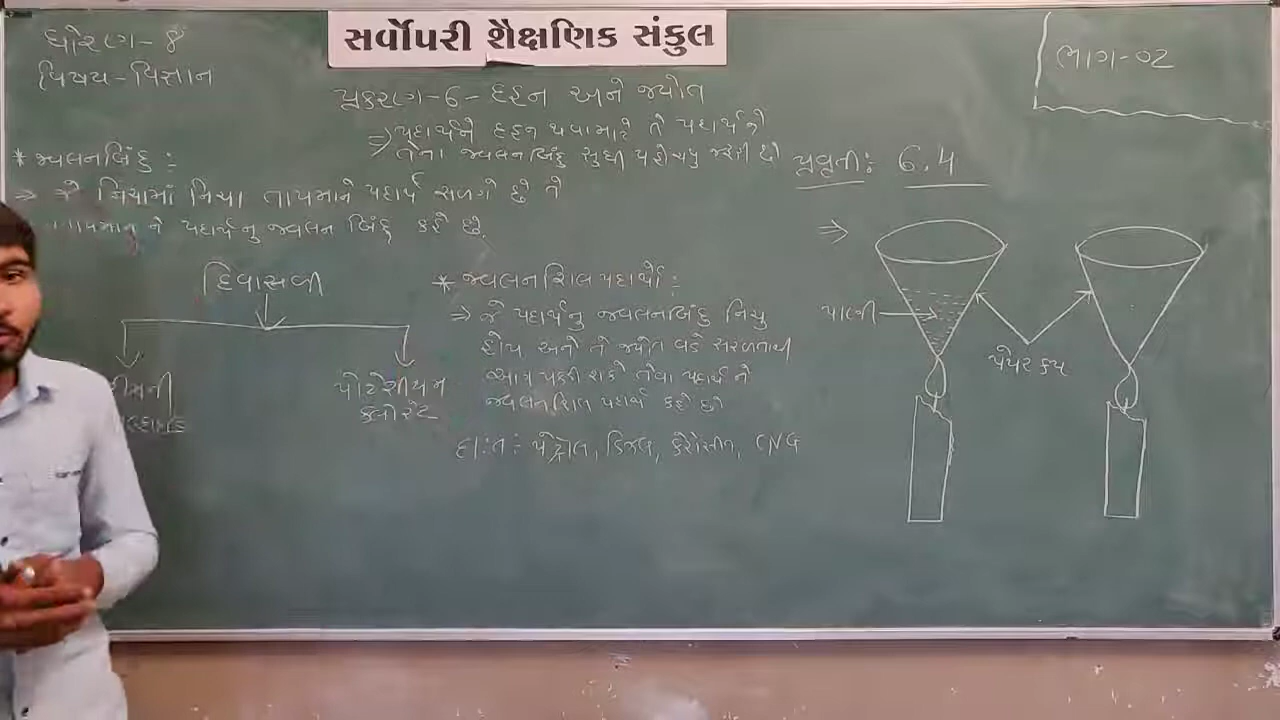 સર્વોપરી શૈક્ષણિક સંકુલ
ધોરણ - 8
વિષય - વિજ્ઞાન
ભાગ-02
પ્રકરણ-6 - દહન અને જ્યોત
⇒ પદાર્થને દહન થવા માટે તે પદાર્થને
તેના જ્વલનબિંદુ સુધી પહોચવુ જરૂરી છે
* જ્વલનબિંદુ :
⇒ જે નિચામાં નિચા તાપમાને પદાર્થ સળગે છે તે
તાપમાન ને પદાર્થનુ જ્વલન બિંદુ કહે છે.
દિવાસળી
પોટેશીયમ
ક્લોરેટ
* જ્વલનશિલ પદાર્થો :
⇒ જે પદાર્થનુ જ્વલનબિંદુ નિચુ
હોય અને તે જ્યોત વડે સરળતાથી
આગ પકડી શકે તેવા પદાર્થ ને
જ્વલનશિલ પદાર્થ કહે છે
દા.ત : પેટ્રોલ, ડિઝલ, કેરોસીન, CNG
પ્રવૃતી : 6.4
⇒
પાણી
પેપર કપ